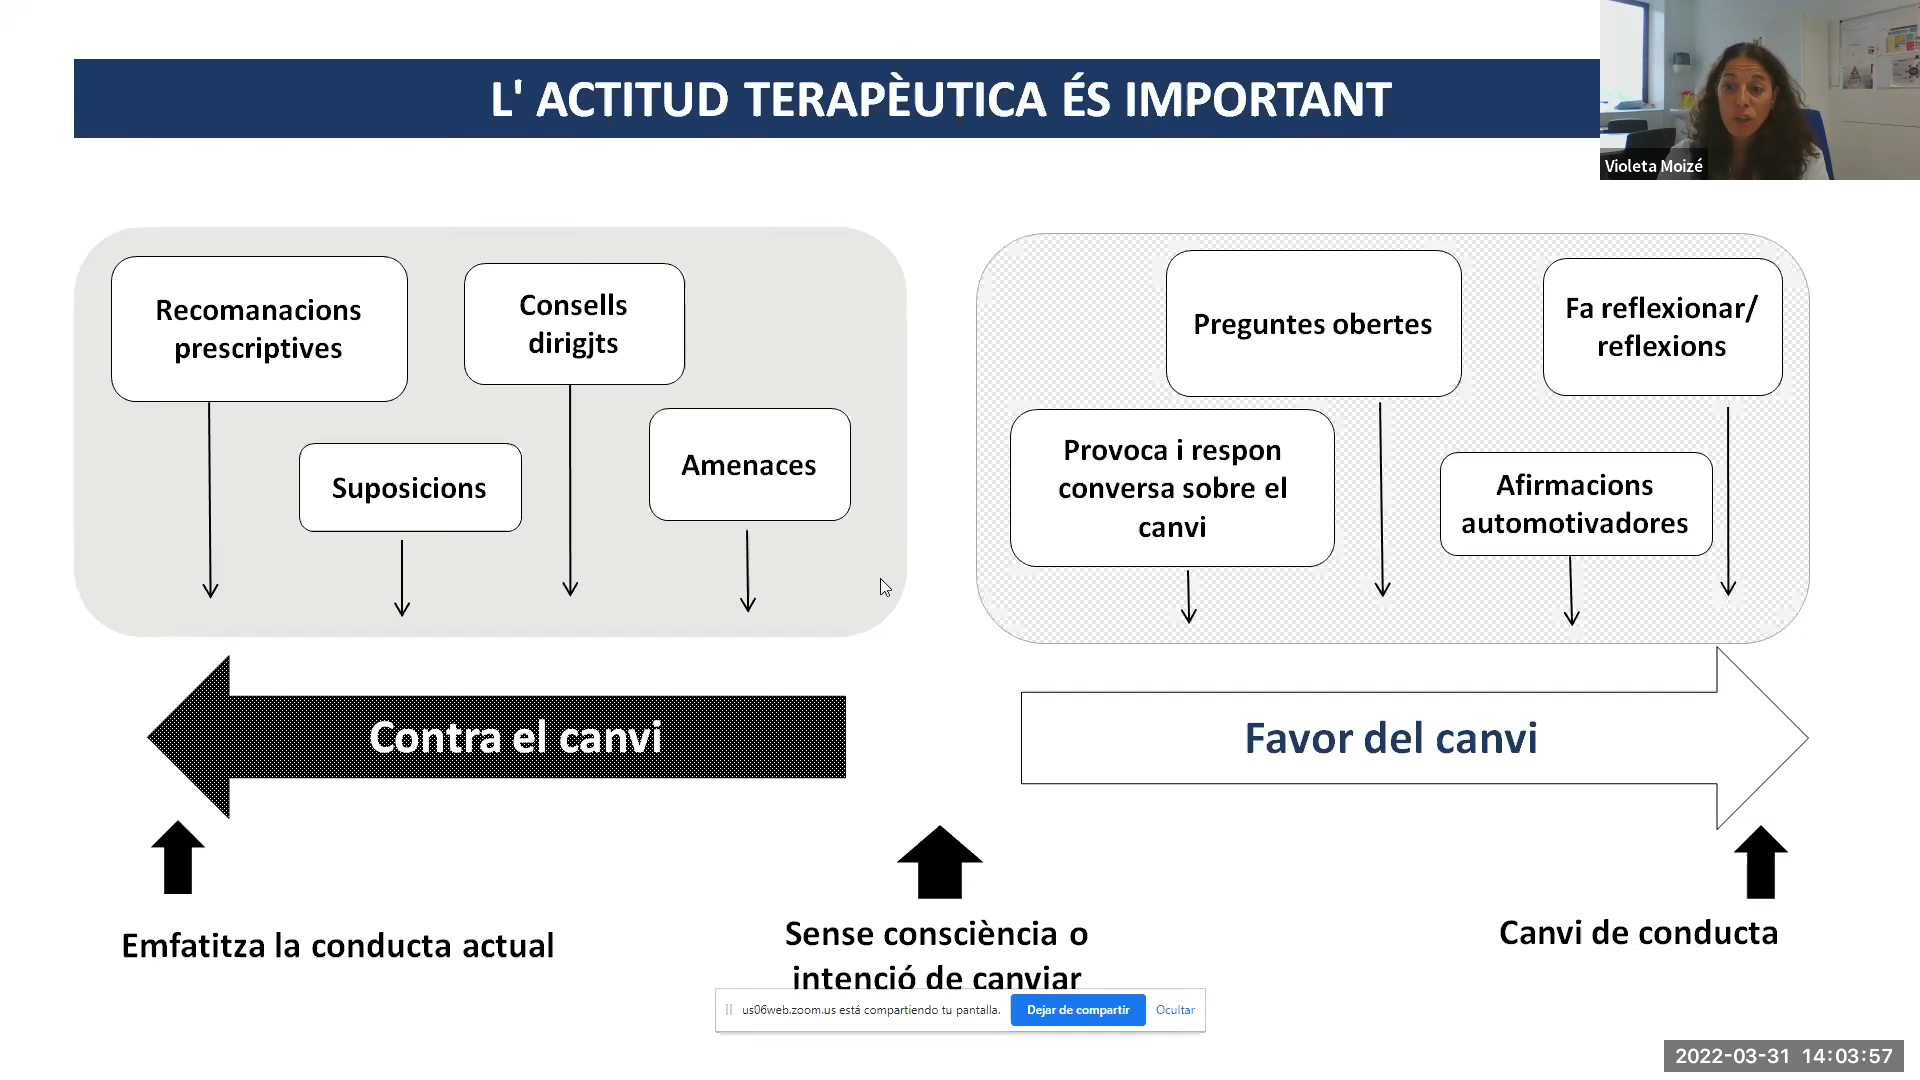 L' ACTITUD TERAPÈUTICA ÉS IMPORTANT
Violeta Moizé
Recomanacions
prescriptives
Consells
dirigjts
Suposicions
Amenaces
Preguntes obertes
Fa reflexionar/
reflexions
Provoca i respon
conversa sobre el
canvi
Afirmacions
automotivadores
Contra el canvi
Favor del canvi
Emfatitza la conducta actual
Sense consciència o
intenció de canviar
Canvi de conducta
us06web.zoom.us está compartiendo tu pantalla.
Dejar de compartir
Ocultar
2022-03-31 14:03:57